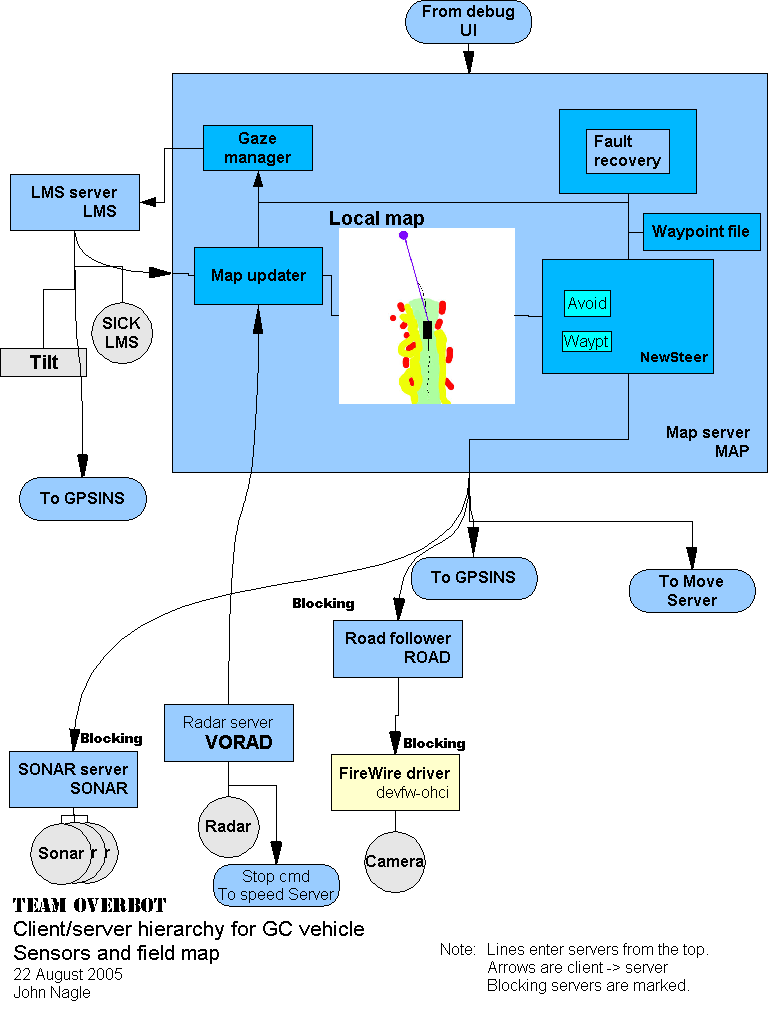 From debug
UI
Gaze
manager
Fault
recovery
LMS server
LMS
Local map
Waypoint file
Map updater
Avoid
Waypt
NewSteer
SICK
LMS
Tilt
Map server
MAP
To GPSINS
To GPSINS
To Move
Server
Blocking
Road follower
ROAD
Radar server
VORAD
Blocking
Blocking
SONAR server
SONAR
FireWire driver
devfw-ohci
Radar
Sonar
r
r
Camera
Stop cmd
To speed Server
TEAM OVERBOT
Client/server hierarchy for GC vehicle
Sensors and field map
22 August 2005
John Nagle
Note: Lines enter servers from the top.
Arrows are client -> server
Blocking servers are marked.